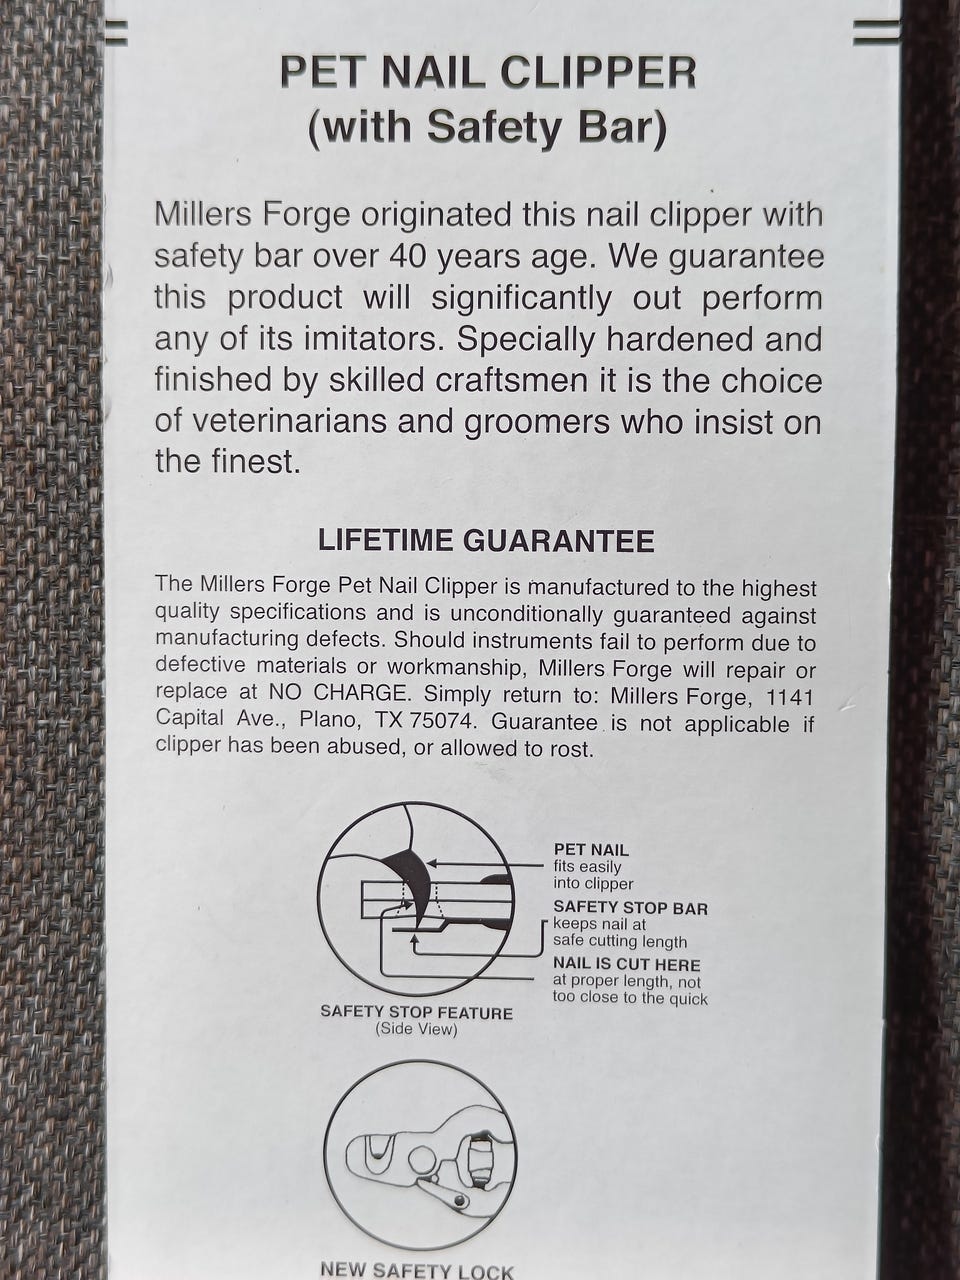 PET NAIL CLIPPER
(with Safety Bar)
Millers Forge originated this nail clipper with
safety bar over 40 years age. We guarantee
this product will significantly out perform
any of its imitators. Specially hardened and
finished by skilled craftsmen it is the choice
of veterinarians and groomers who insist on
the finest.
LIFETIME GUARANTEE
The Millers Forge Pet Nail Clipper is manufactured to the highest
quality specifications and is unconditionally guaranteed against
manufacturing defects. Should instruments fail to perform due to
defective materials or workmanship, Millers Forge will repair or
replace at NO CHARGE. Simply return to: Millers Forge, 1141
Capital Ave., Plano, TX 75074. Guarantee is not applicable if
clipper has been abused, or allowed to rost.
PET NAIL
fits easily
into clipper
SAFETY STOP BAR
keeps nail at
safe cutting length
NAIL IS CUT HERE
at proper length, not
too close to the quick
SAFETY STOP FEATURE
(Side View)
NEW SAFETY LOCK